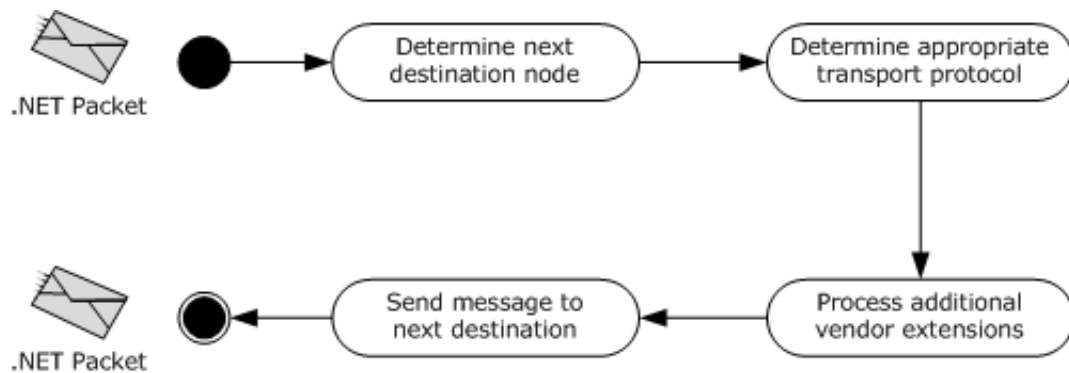 .NET Packet
Determine next
destination node
Determine appropriate
transport protocol
.NET Packet
Send message to
next destination
Process additional
vendor extensions